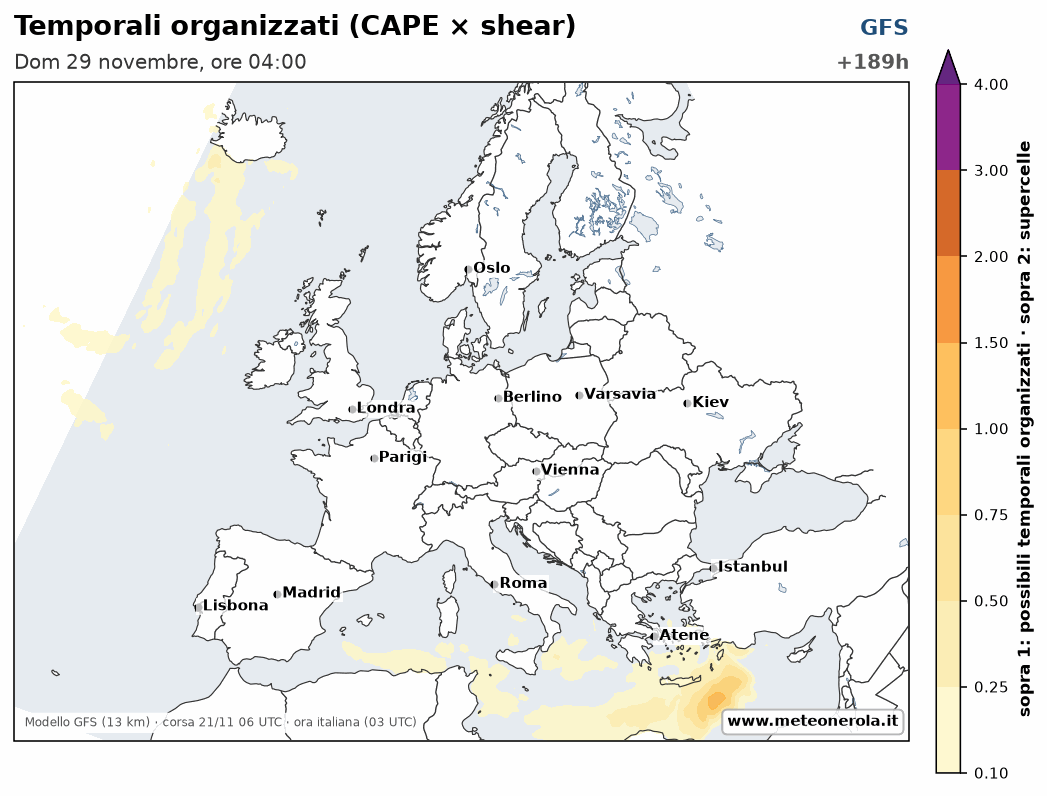 Temporali organizzati (CAPE × shear)
GFS
Dom 29 novembre, ore 04:00
+189h
Oslo
Berlino
Varsavia
Kiev
Londra
Parigi
Vienna
Istanbul
Roma
Madrid
Lisbona
Atene
Modello GFS (13 km) · corsa 21/11 06 UTC · ora italiana (03 UTC)
www.meteonerola.it
4.00
3.00
2.00
1.50
1.00
0.75
0.50
0.25
0.10
sopra 1: possibili temporali organizzati · sopra 2: supercelle